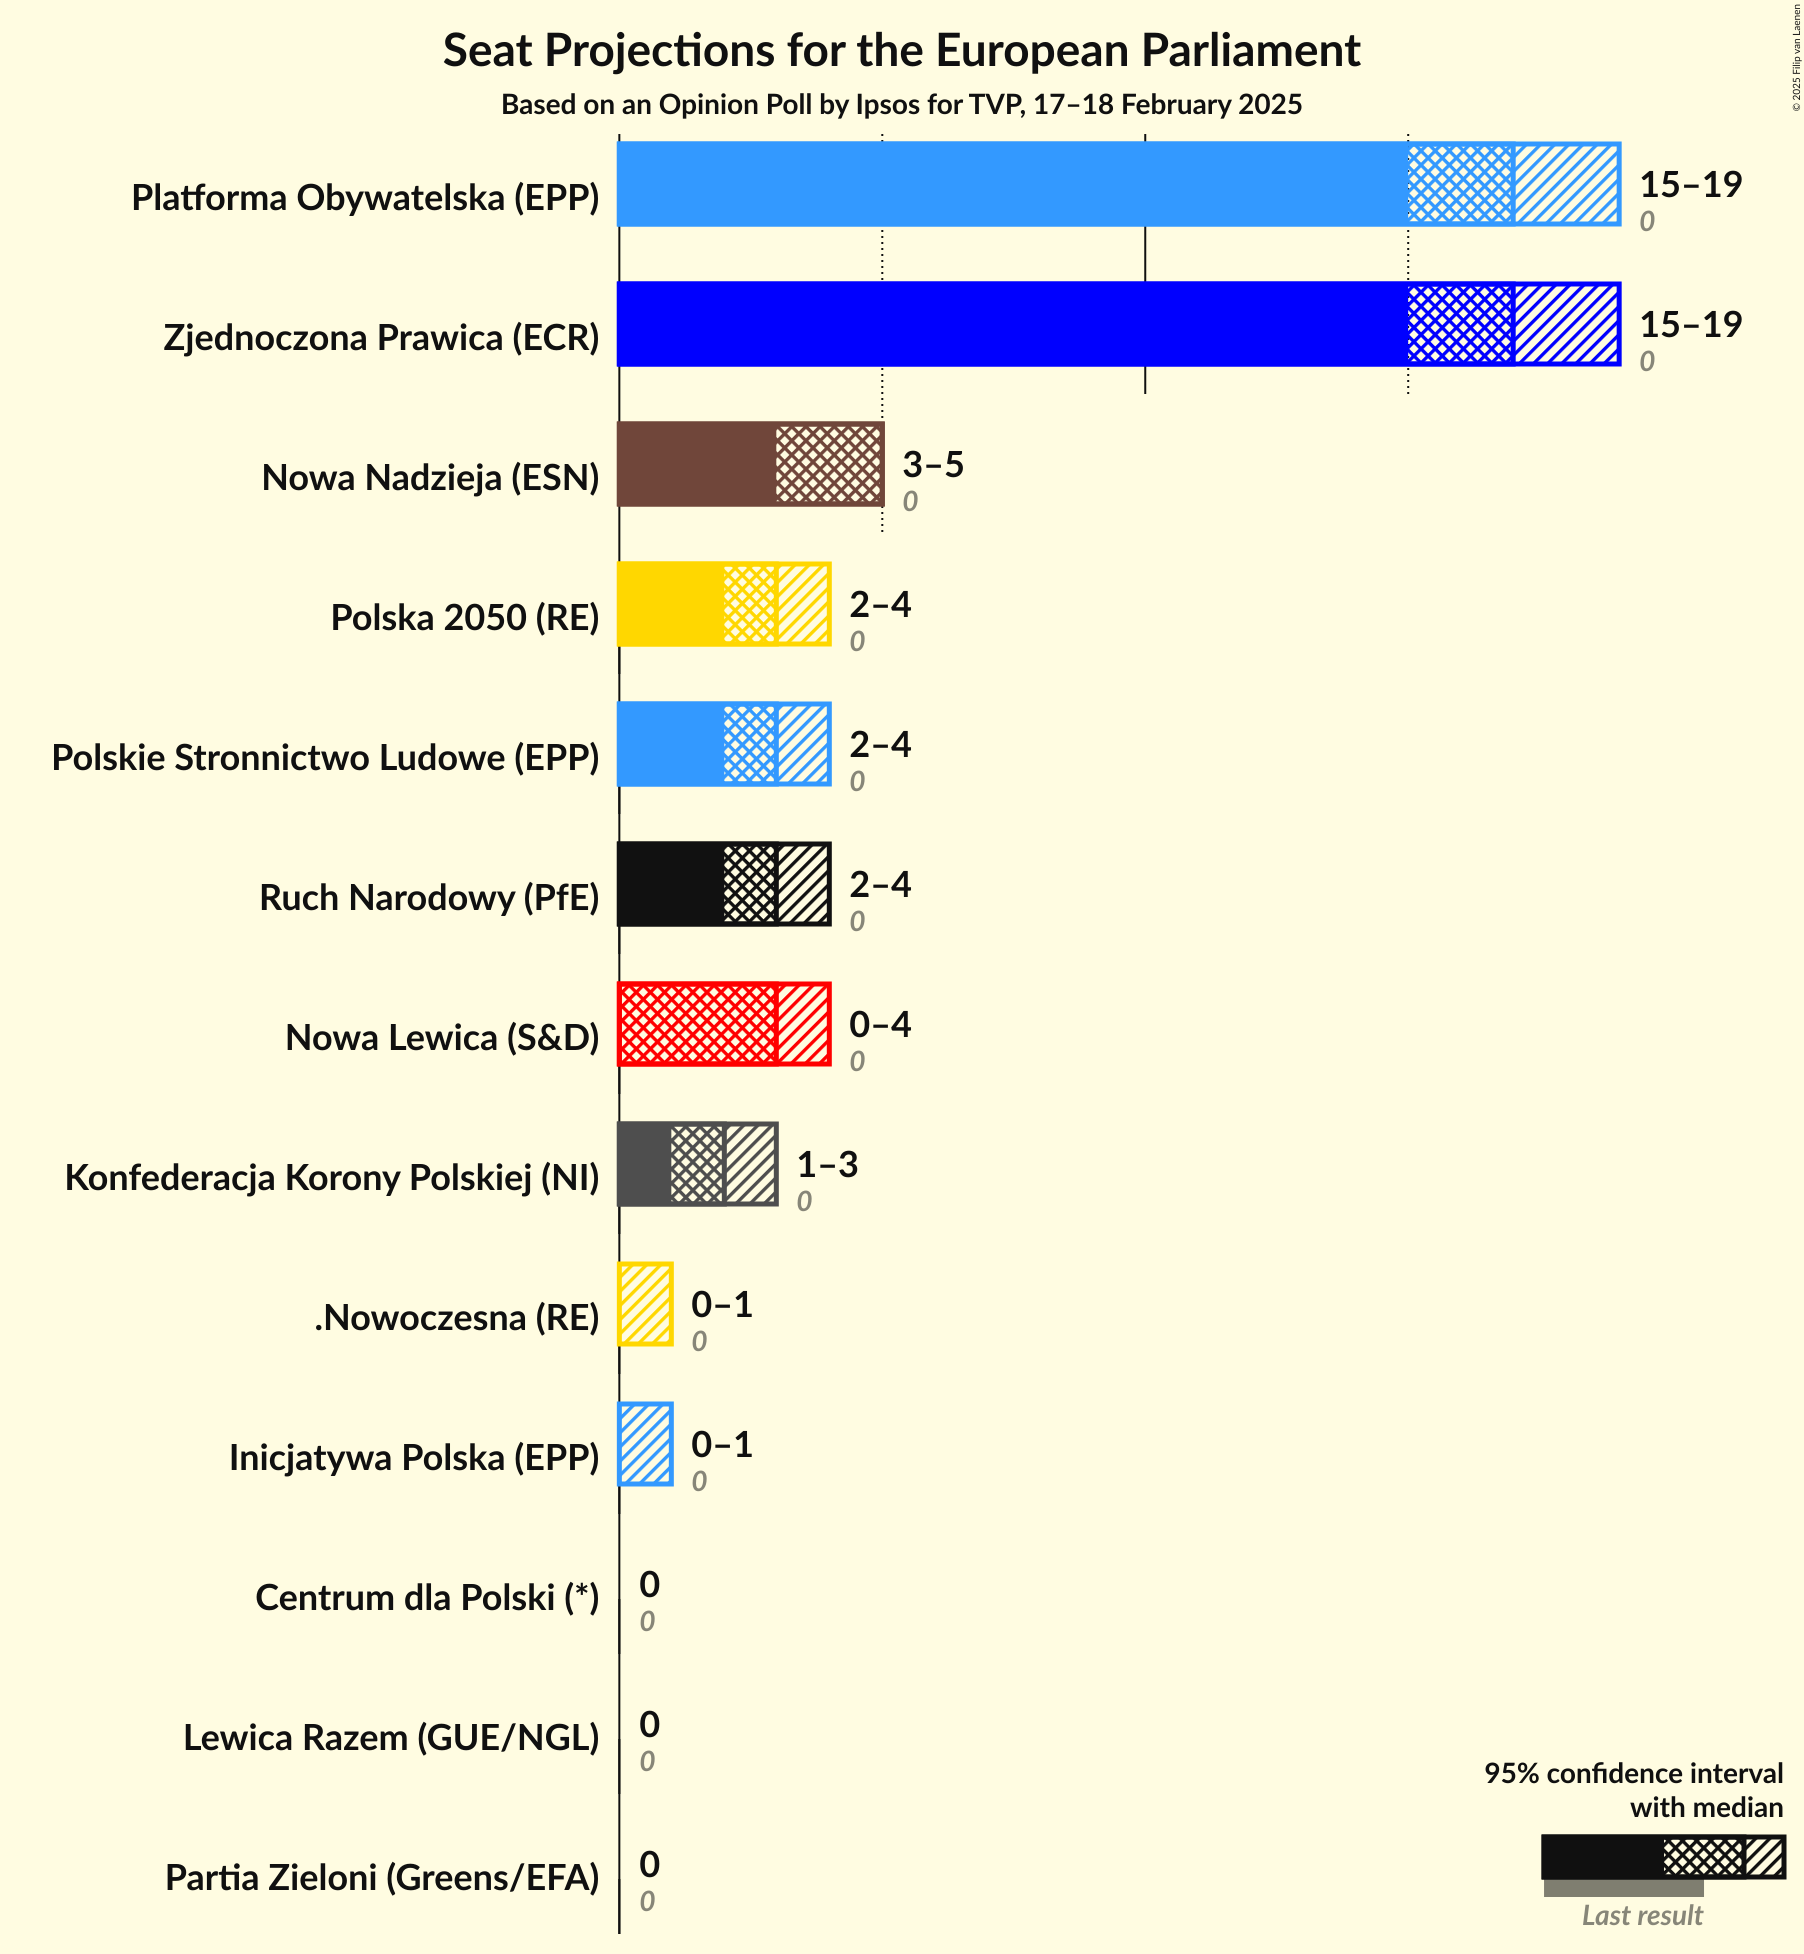 Seat Projections for the European Parliament
Based on an Opinion Poll by Ipsos for TVP, 17–18 February 2025
© 2025 Filip van Laenen
Platforma Obywatelska (EPP)
15–19
0
Zjednoczona Prawica (ECR)
15–19
0
Nowa Nadzieja (ESN)
3–5
0
Polska 2050 (RE)
2–4
0
Polskie Stronnictwo Ludowe (EPP)
2–4
0
Ruch Narodowy (PfE)
2–4
0
Nowa Lewica (S&D)
0–4
0
Konfederacja Korony Polskiej (NI)
1–3
0
.Nowoczesna (RE)
0–1
0
Inicjatywa Polska (EPP)
0–1
0
Centrum dla Polski (*)
0
0
Lewica Razem (GUE/NGL)
0
0
Partia Zieloni (Greens/EFA)
0
0
95% confidence interval
with median
Last result